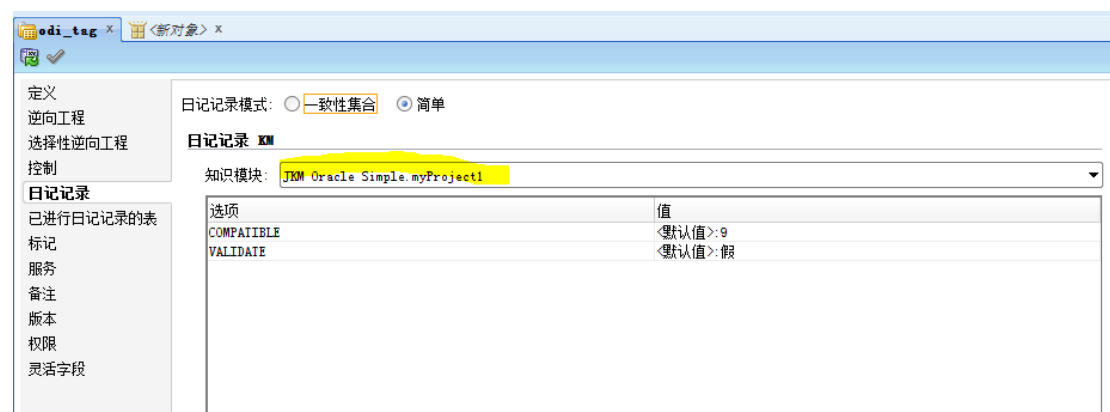 odi_tag x <新对象> x
定义
逆向工程
选择性逆向工程
控制
日记记录
已进行日记记录的表
标记
服务
备注
版本
权限
灵活字段
日记记录模式: 一致性集合 简单
日记记录 KM
知识模块: JKM Oracle Simple.myProject1
选项 值
COMPATIBLE <默认值>:9
VALIDATE <默认值>:假